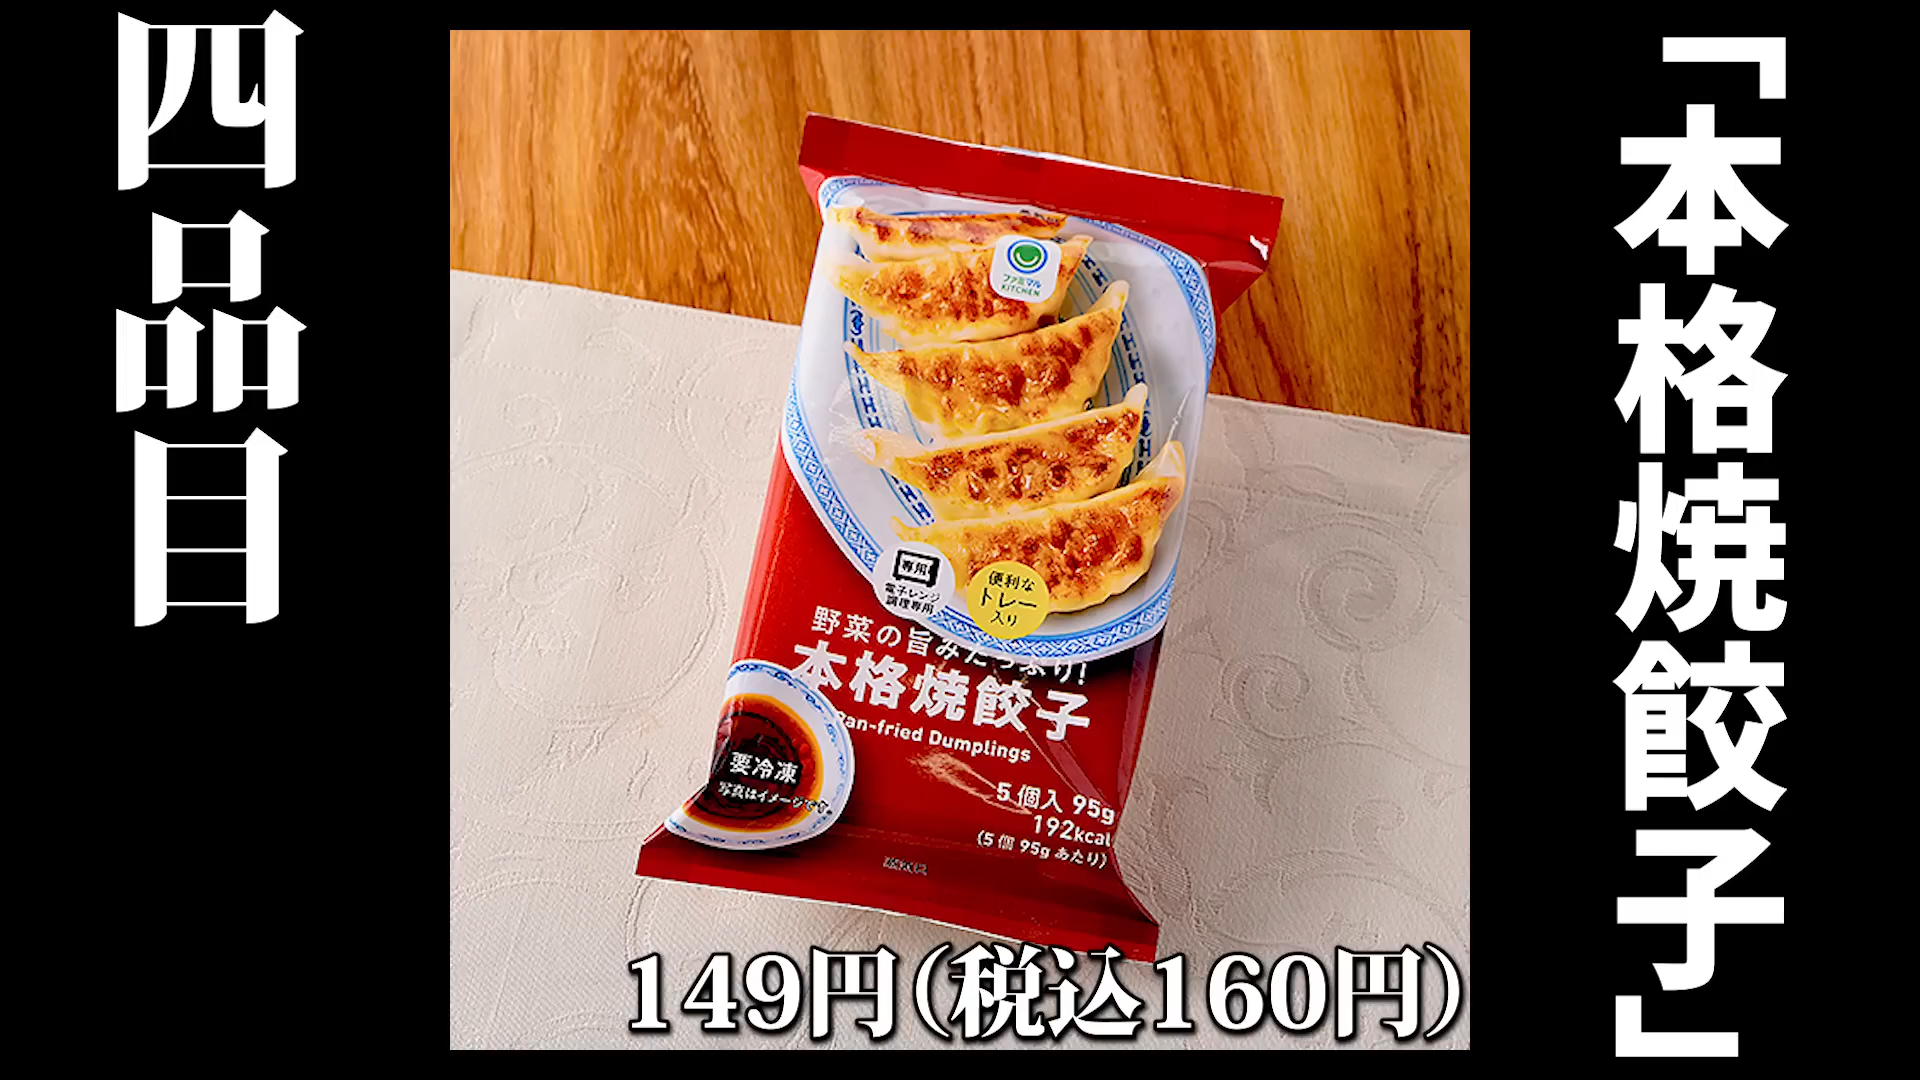 四品目
「本格焼餃子」
ファミマル
KITCHEN
専用
電子レンジ
調理専用
便利な
トレー
入り
野菜の旨みたっぷり!
本格焼餃子
Pan-fried Dumplings
要冷凍
写真はイメージです。
5個入 95g
192kcal
(5個 95gあたり)
149円(税込160円)